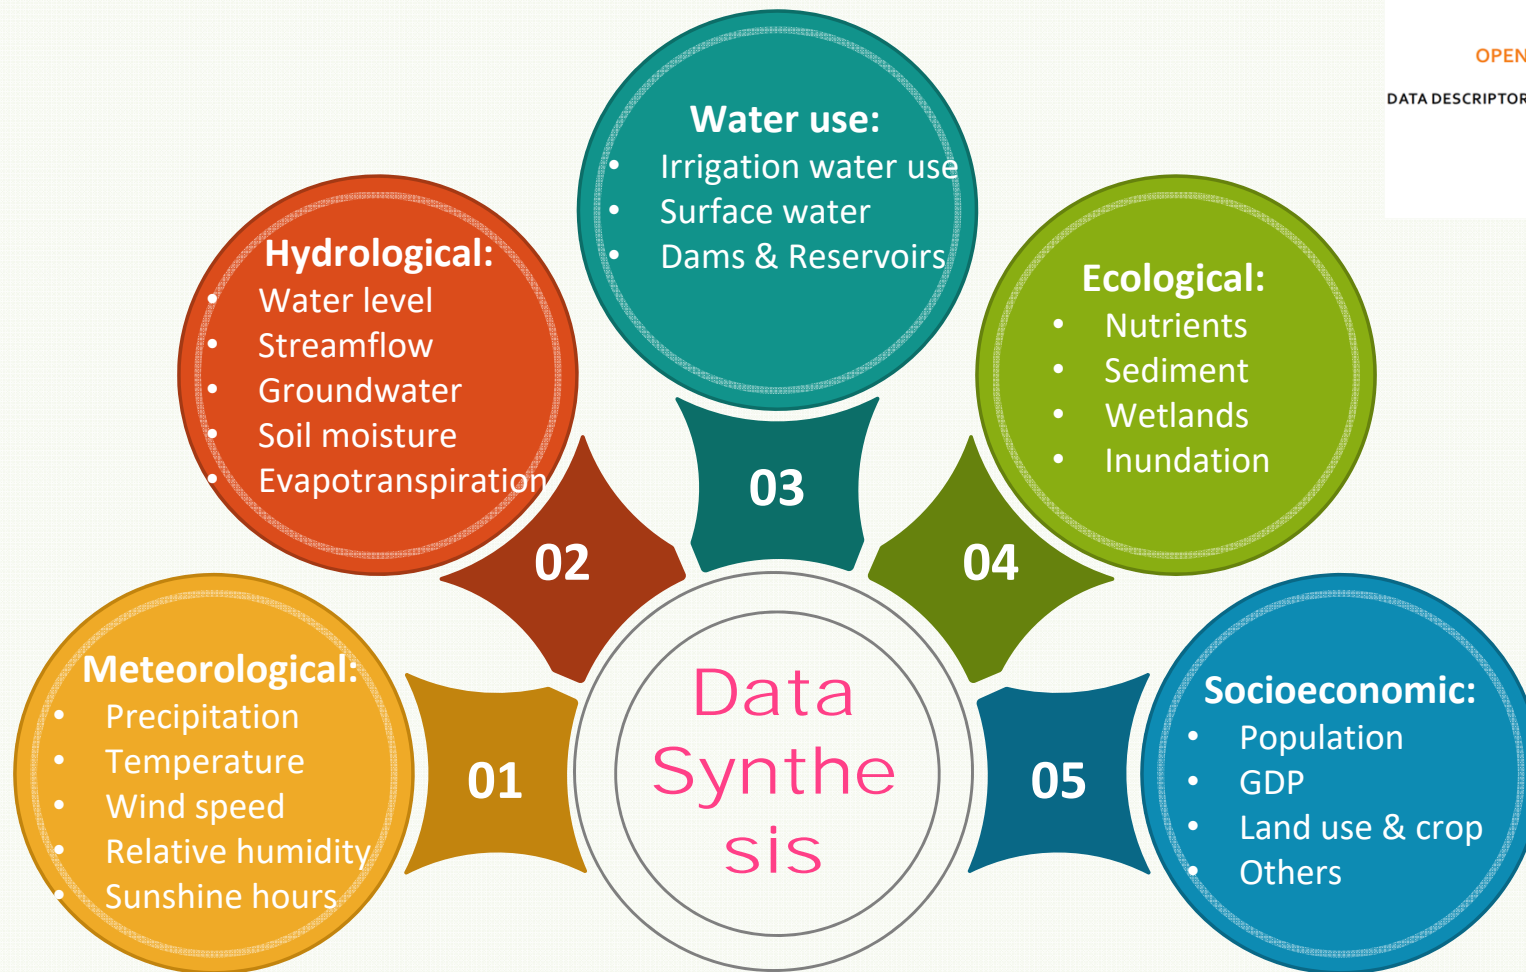 OPEN
DATA DESCRIPTOR
Water use:
• Irrigation water use
• Surface water
• Dams & Reservoirs
Hydrological:
• Water level
• Streamflow
• Groundwater
• Soil moisture
• Evapotranspiration
Ecological:
• Nutrients
• Sediment
• Wetlands
• Inundation
03
02
04
Meteorological:
• Precipitation
• Temperature
• Wind speed
• Relative humidity
• Sunshine hours
01
Data
Synthe
sis
05
Socioeconomic:
• Population
• GDP
• Land use & crop
• Others